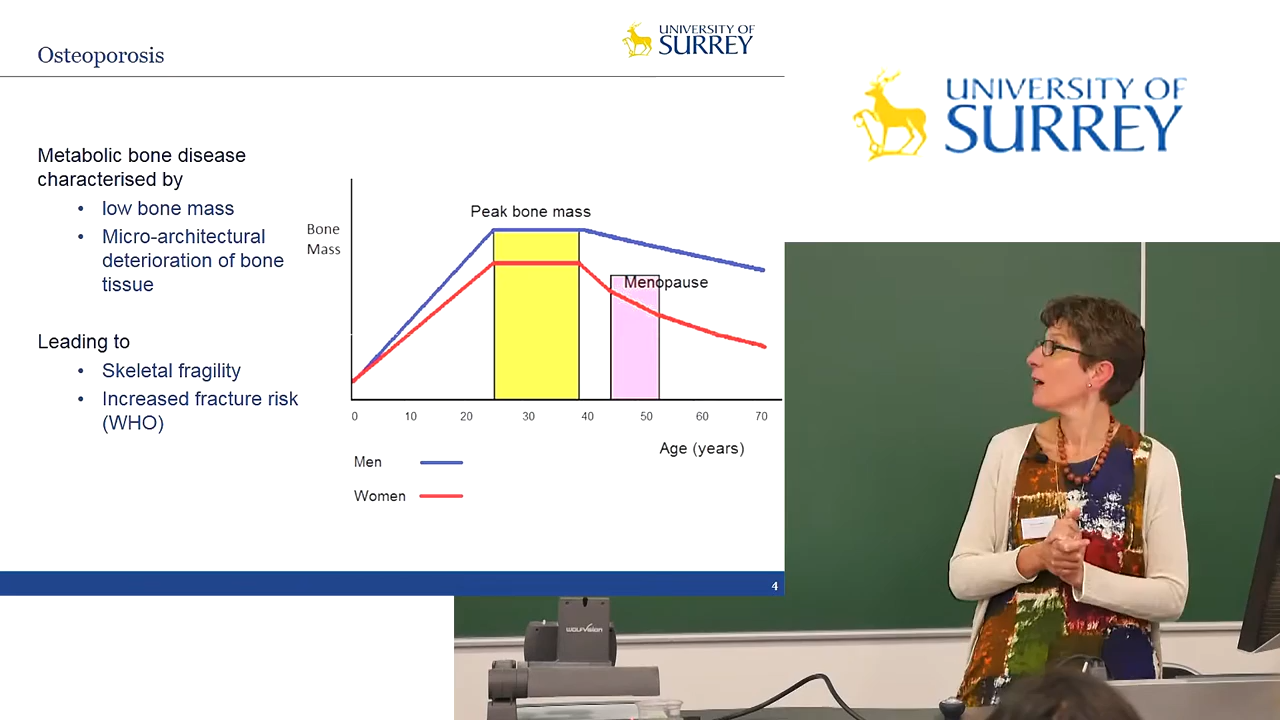 Osteoporosis
UNIVERSITY OF
SURREY
UNIVERSITY OF
SURREY
Metabolic bone disease
characterised by
• low bone mass
• Micro-architectural
deterioration of bone
tissue
Leading to
• Skeletal fragility
• Increased fracture risk
(WHO)
Bone
Mass
Peak bone mass
Menopause
0 10 20 30 40 50 60 70
Age (years)
Men
Women
4
WOLFVISION